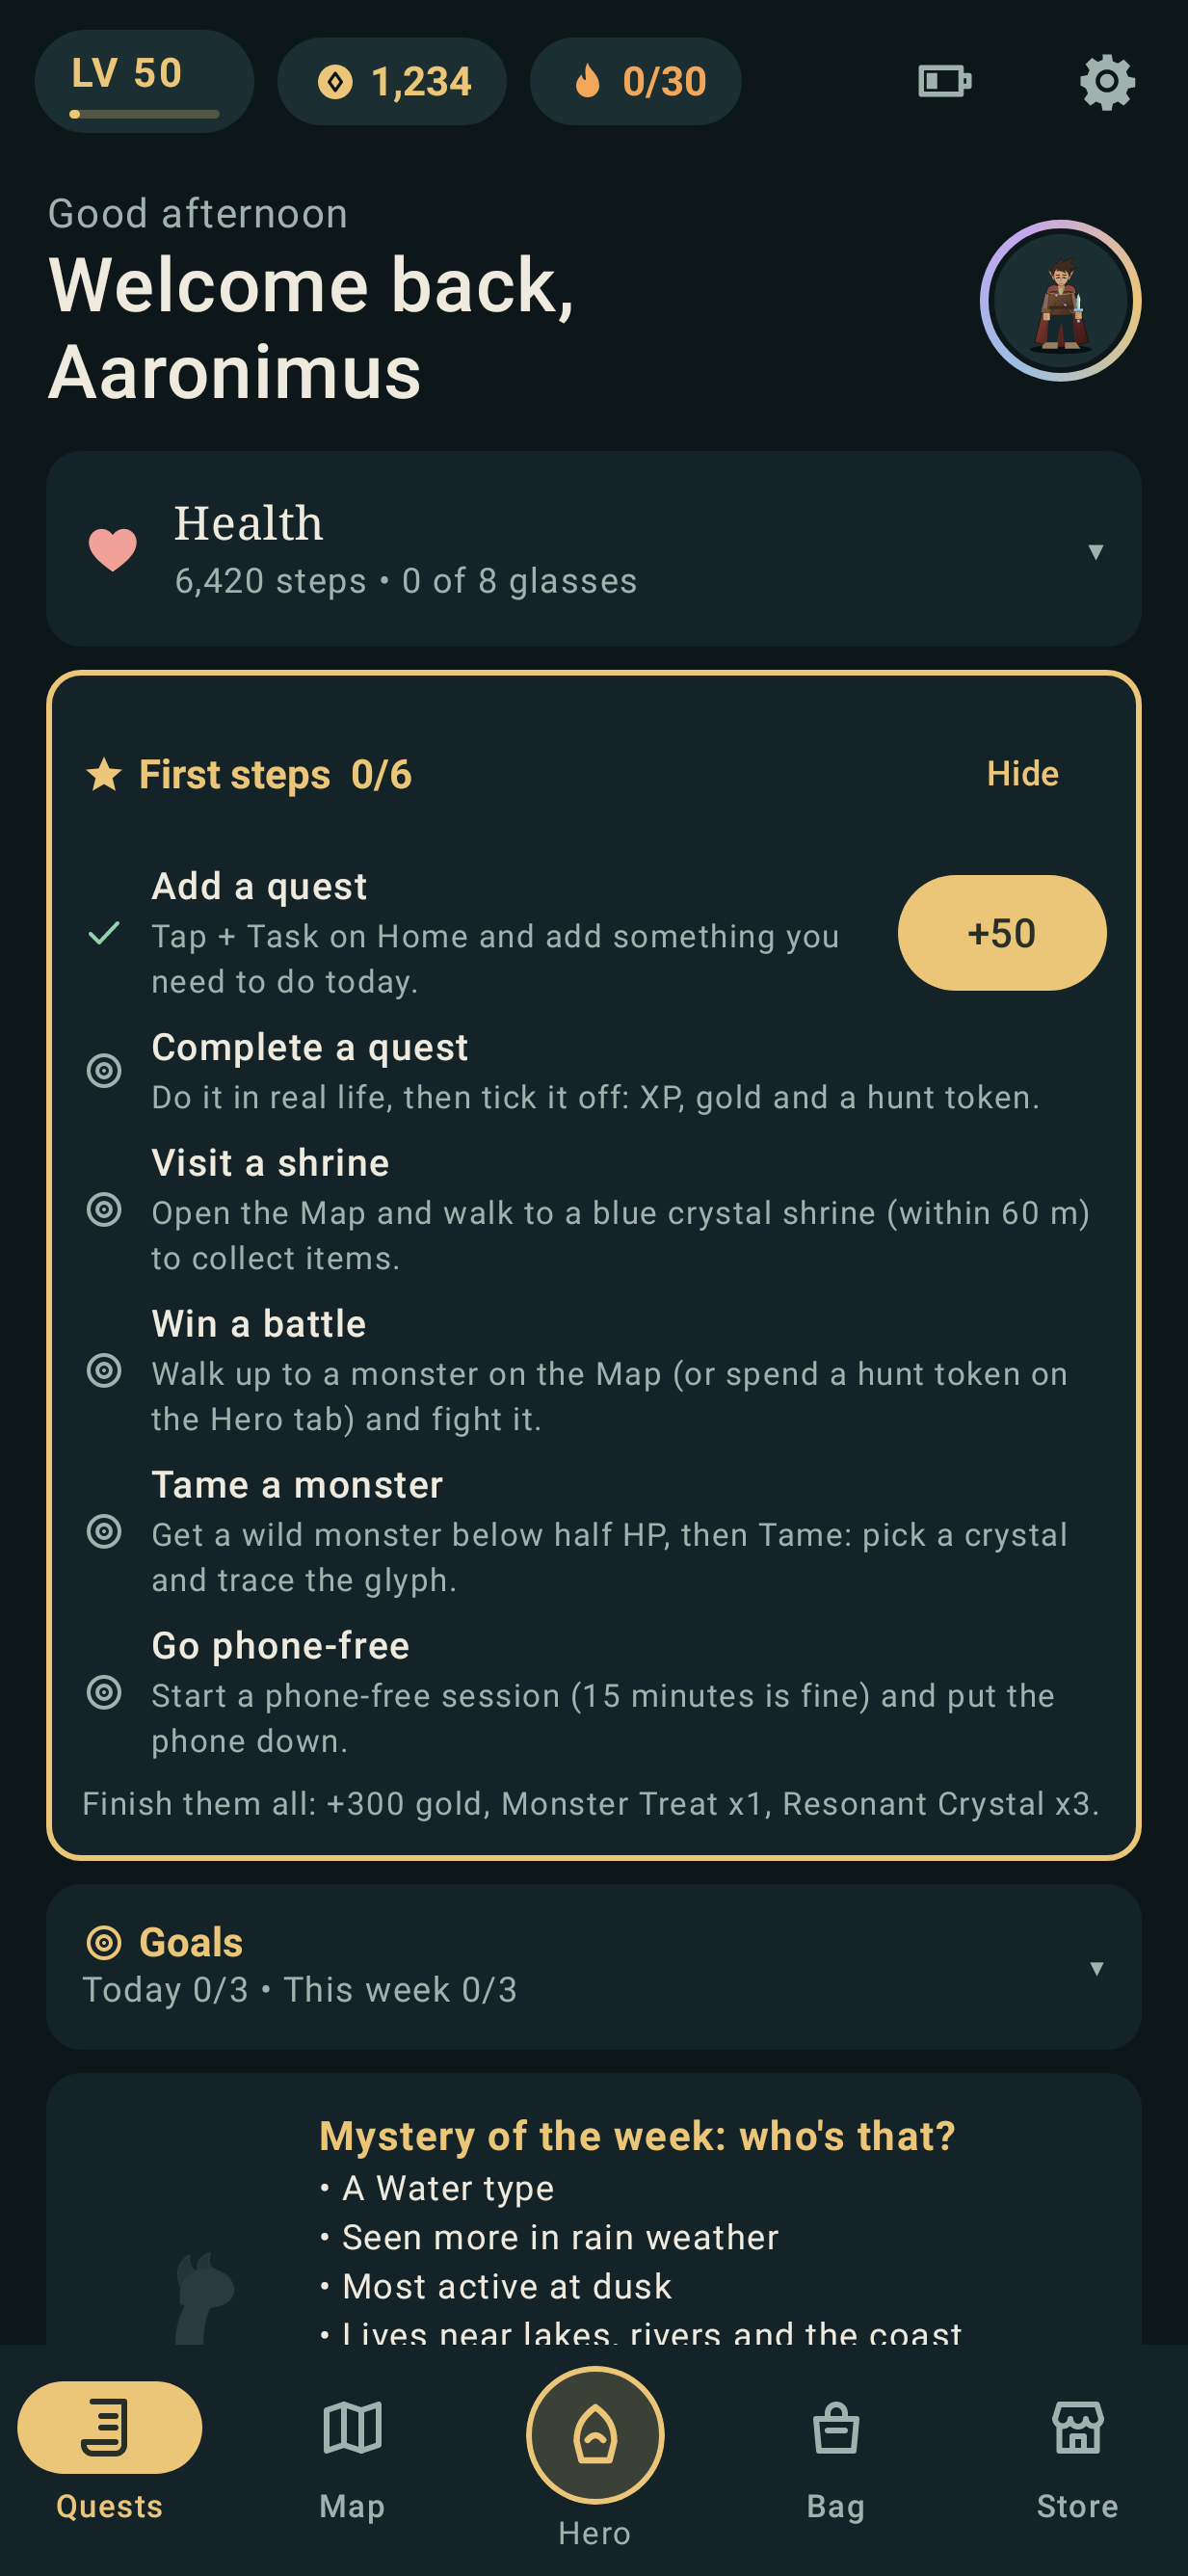 LV 50
1,234
0/30
Good afternoon
Welcome back,
Aaronimus
Health
6,420 steps • 0 of 8 glasses
First steps 0/6
Hide
Add a quest
Tap + Task on Home and add something you
need to do today.
+50
Complete a quest
Do it in real life, then tick it off: XP, gold and a hunt token.
Visit a shrine
Open the Map and walk to a blue crystal shrine (within 60 m)
to collect items.
Win a battle
Walk up to a monster on the Map (or spend a hunt token on
the Hero tab) and fight it.
Tame a monster
Get a wild monster below half HP, then Tame: pick a crystal
and trace the glyph.
Go phone-free
Start a phone-free session (15 minutes is fine) and put the
phone down.
Finish them all: +300 gold, Monster Treat x1, Resonant Crystal x3.
Goals
Today 0/3 • This week 0/3
Mystery of the week: who's that?
• A Water type
• Seen more in rain weather
• Most active at dusk
• Lives near lakes, rivers and the coast
Quests
Map
Hero
Bag
Store